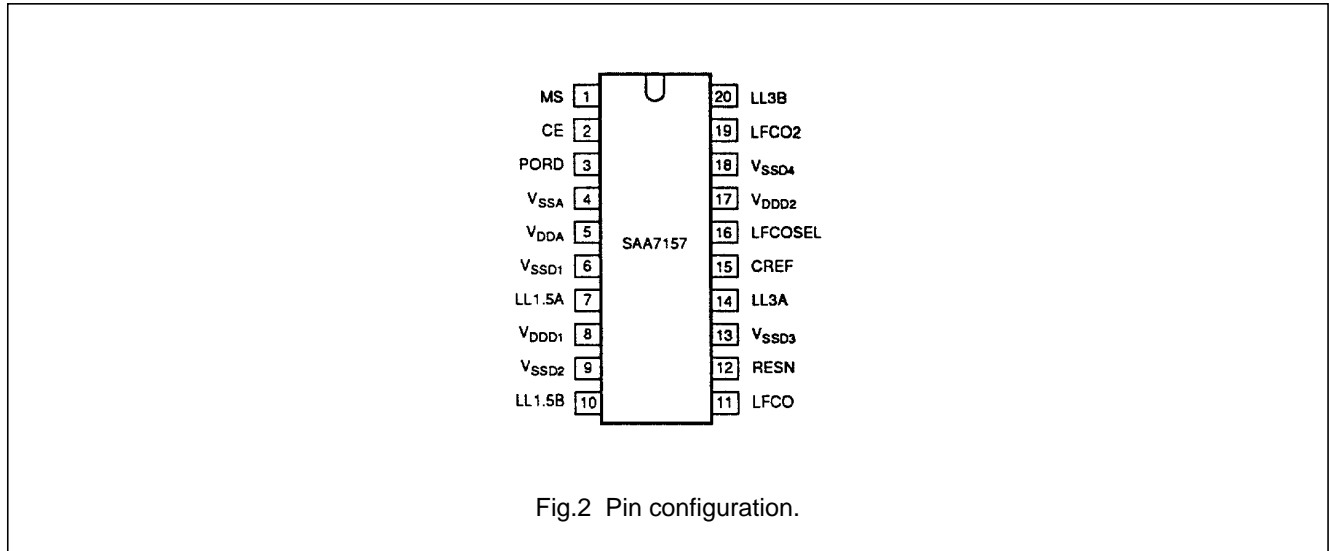 MS 1 20 LL3B
CE 2 19 LFCO2
PORD 3 18 VSSD4
VSSA 4 17 VDDD2
VDDA 5 16 LFCOSEL
SAA7157
VSSD1 6 15 CREF
LL1.5A 7 14 LL3A
VDDD1 8 13 VSSD3
VSSD2 9 12 RESN
LL1.5B 10 11 LFCO
Fig.2 Pin configuration.